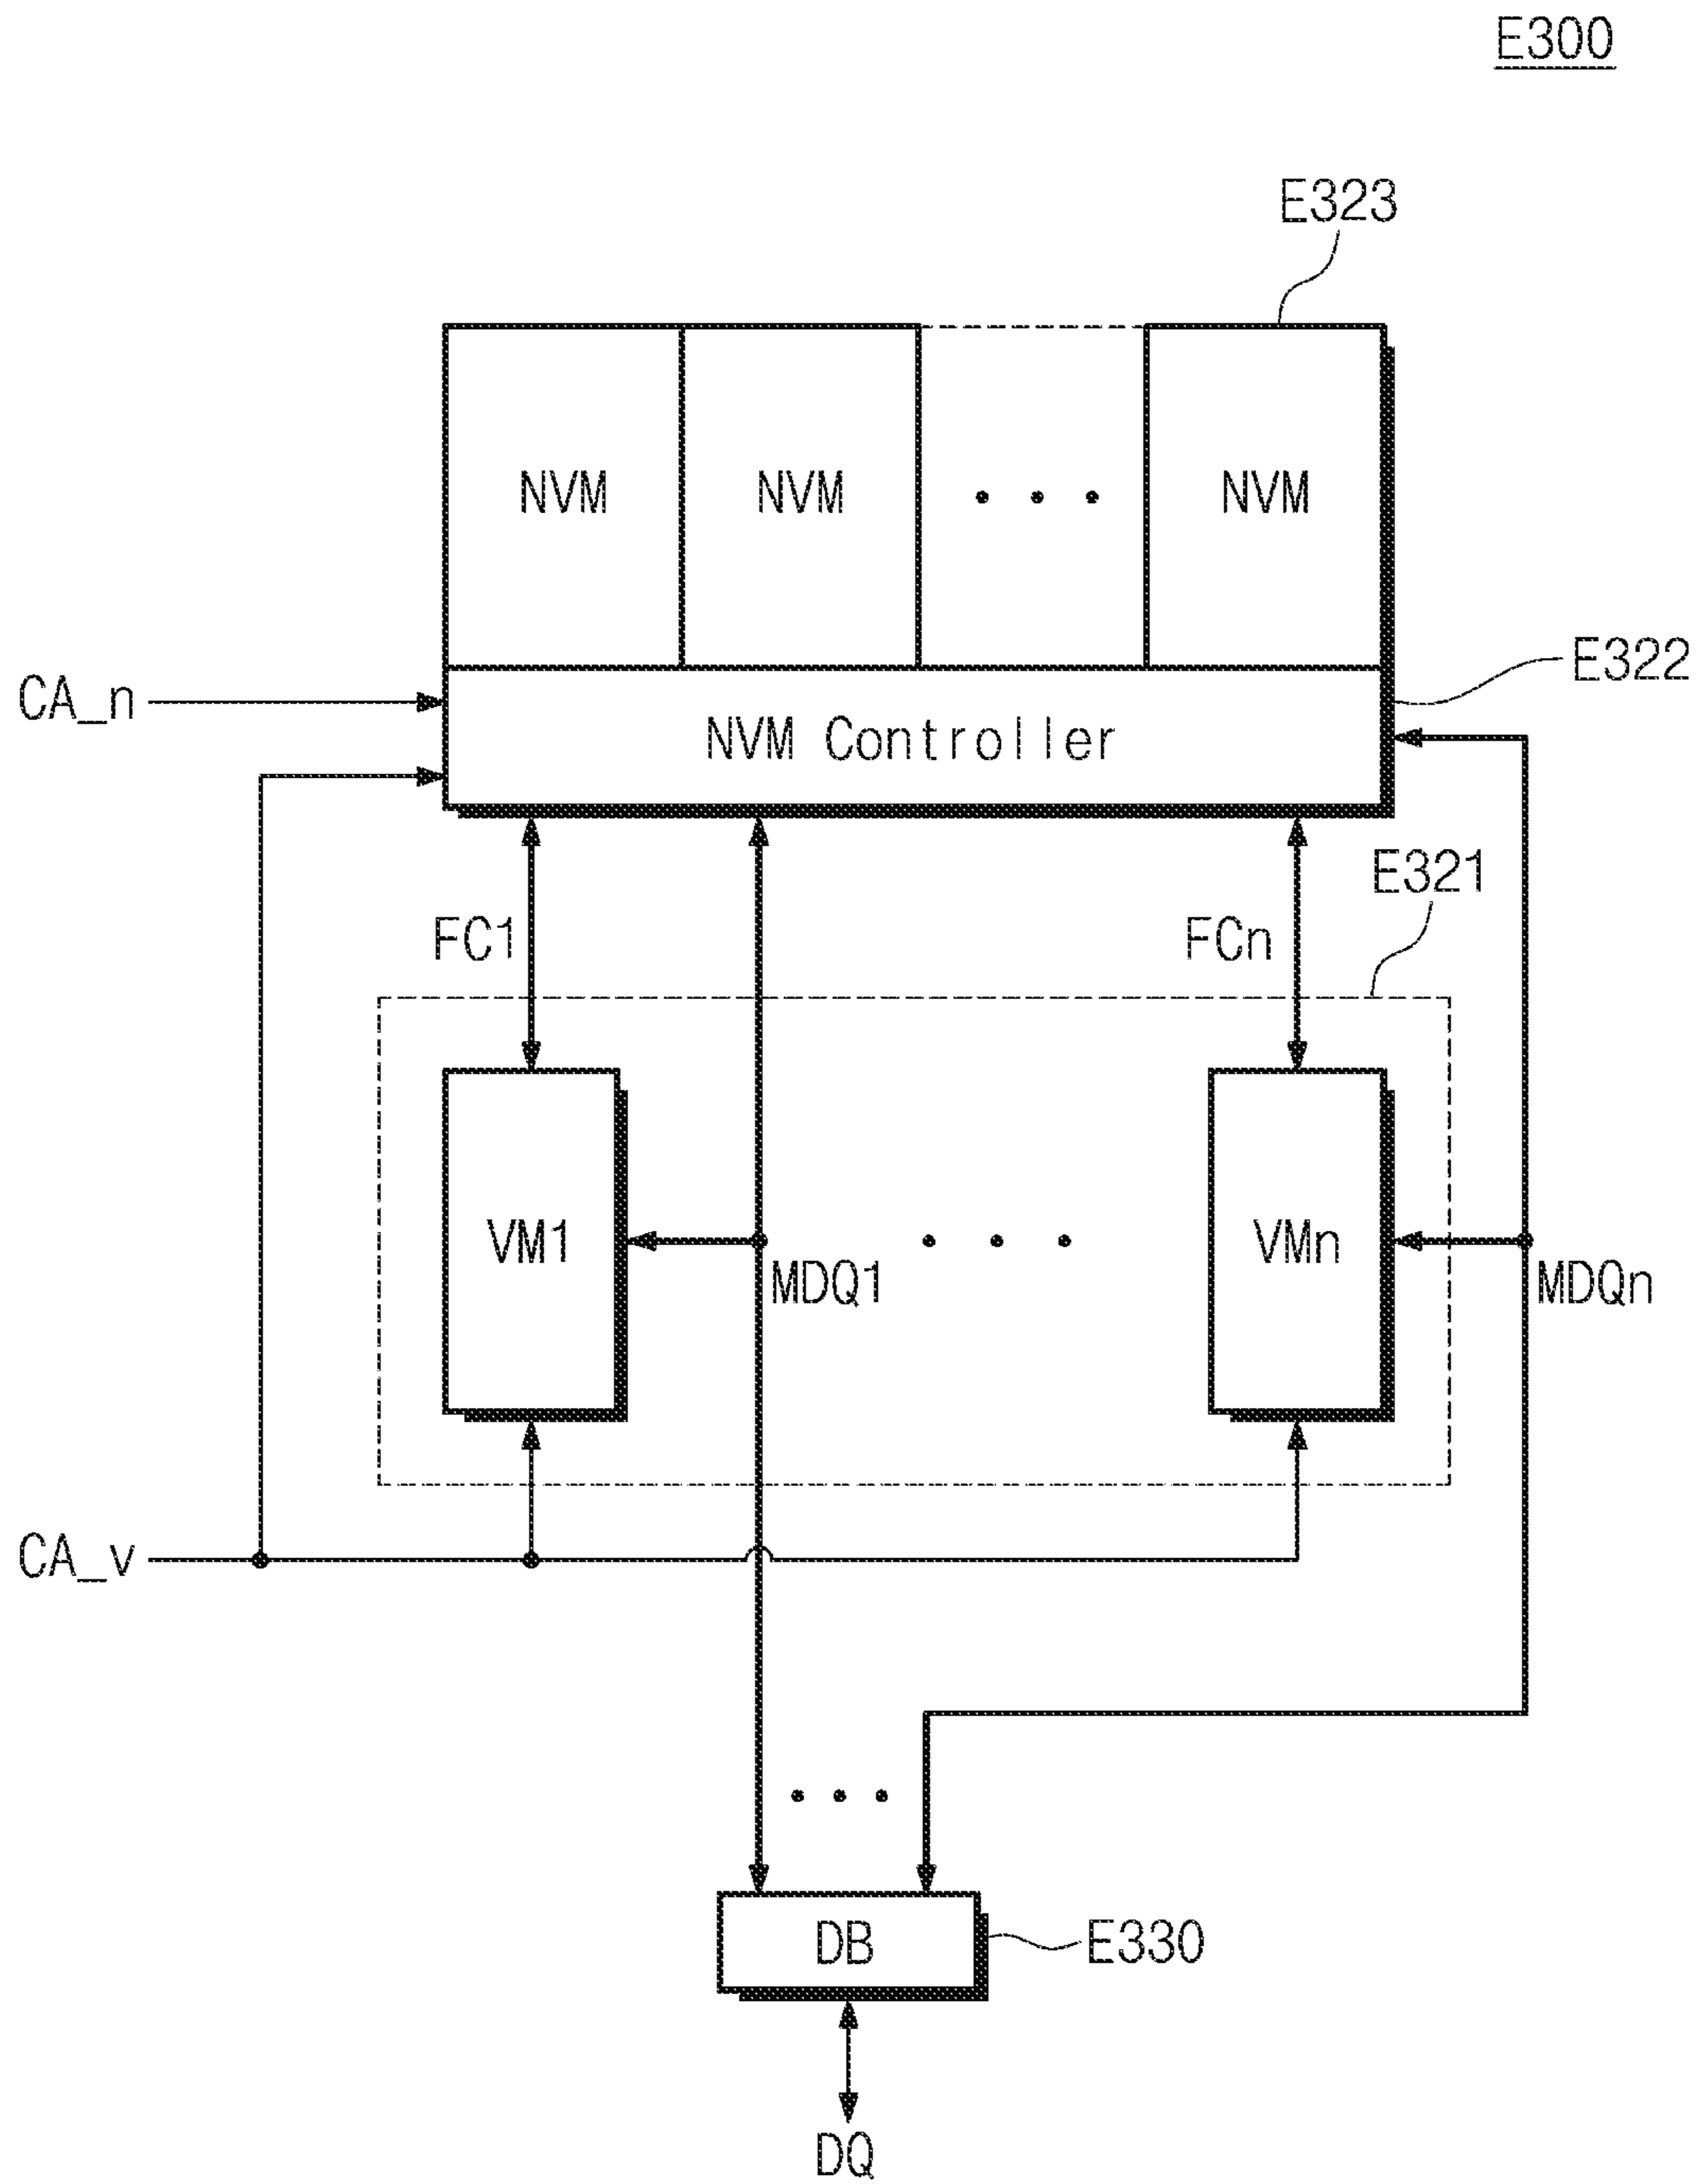 E300
E323
NVM NVM NVM
E322
CA_n
NVM Controller
E321
FC1 FCn
VM1 VMn
MDQ1 MDQn
CA_v
DB E330
DQ